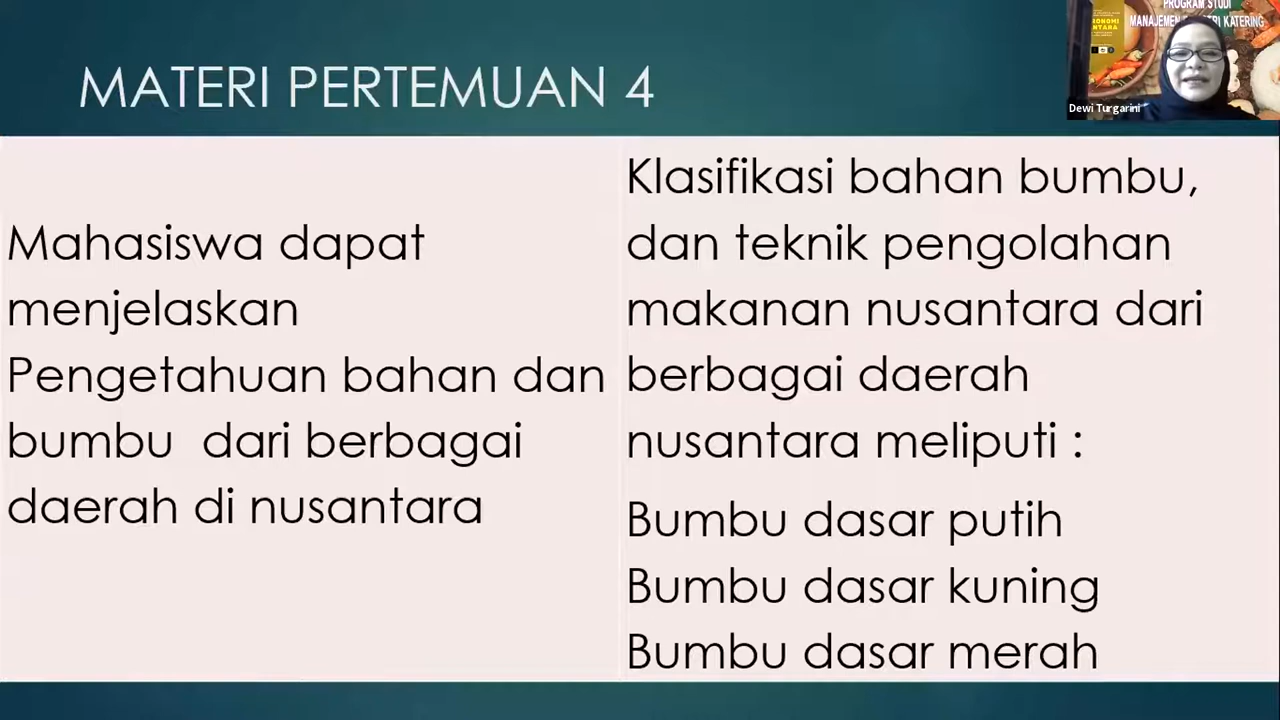 MATERI PERTEMUAN 4
Mahasiswa dapat
menjelaskan
Pengetahuan bahan dan
bumbu dari berbagai
daerah di nusantara
Klasifikasi bahan bumbu,
dan teknik pengolahan
makanan nusantara dari
berbagai daerah
nusantara meliputi :
Bumbu dasar putih
Bumbu dasar kuning
Bumbu dasar merah
PROGRAM STUDI
KATERING
Dewi Turgarini